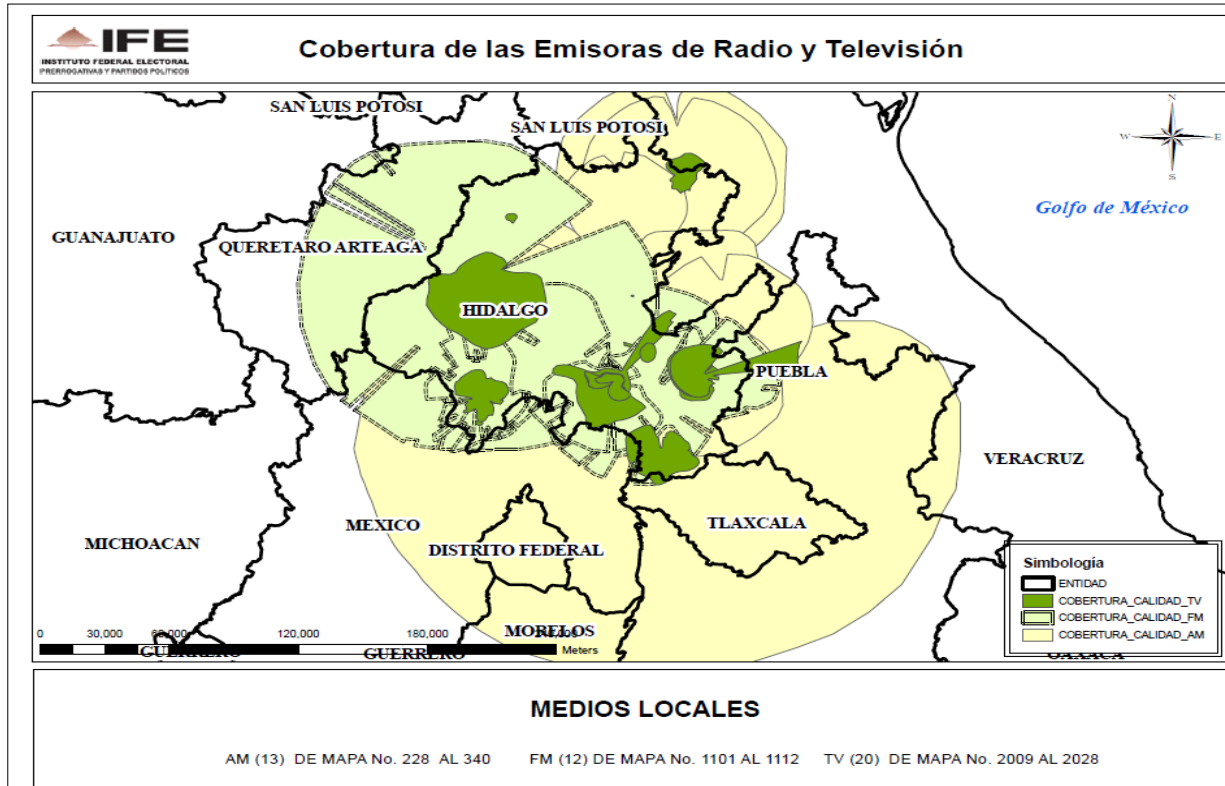 IFE
INSTITUTO FEDERAL ELECTORAL
PRERROGATIVAS Y PARTIDOS POLÍTICOS
Cobertura de las Emisoras de Radio y Televisión
SAN LUIS POTOSI
SAN LUIS POTOSI
N
W E
S
Golfo de México
GUANAJUATO
QUERETARO ARTEAGA
HIDALGO
PUEBLA
VERACRUZ
MEXICO
TLAXCALA
MICHOACAN
DISTRITO FEDERAL
MORELOS
GUERRERO
GUERRERO
OAXACA
Simbología
ENTIDAD
COBERTURA_CALIDAD_TV
COBERTURA_CALIDAD_FM
COBERTURA_CALIDAD_AM
0 30,000 60,000 120,000 180,000
Meters
MEDIOS LOCALES
AM (13) DE MAPA No. 228 AL 340 FM (12) DE MAPA No. 1101 AL 1112 TV (20) DE MAPA No. 2009 AL 2028